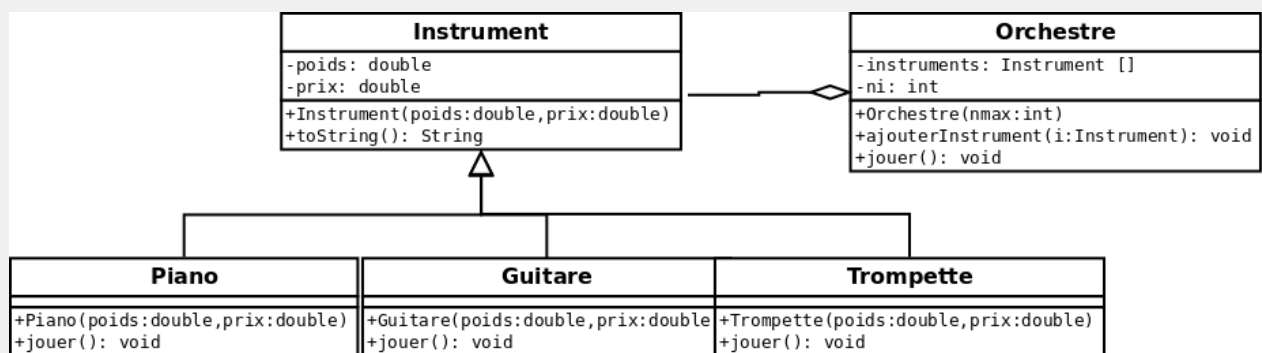 Instrument
-poids: double
-prix: double
+Instrument(poids:double,prix:double)
+toString(): String
Orchestre
-instruments: Instrument []
-ni: int
+Orchestre(nmax:int)
+ajouterInstrument(i:Instrument): void
+jouer(): void
Piano
+Piano(poids:double,prix:double)
+jouer(): void
Guitare
+Guitare(poids:double,prix:double
+jouer(): void
Trompette
+Trompette(poids:double,prix:double)
+jouer(): void